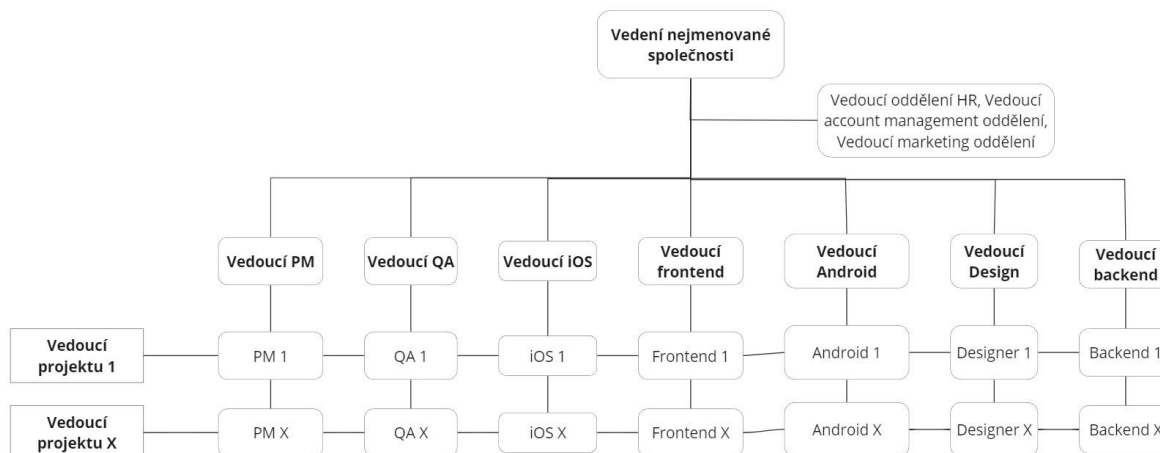 Vedení nejmenované
společnosti
Vedoucí oddělení HR, Vedoucí
account management oddělení,
Vedoucí marketing oddělení
Vedoucí PM
Vedoucí QA
Vedoucí iOS
Vedoucí
frontend
Vedoucí
Android
Vedoucí
Design
Vedoucí
backend
Vedoucí
projektu 1
PM 1
QA 1
iOS 1
Frontend 1
Android 1
Designer 1
Backend 1
Vedoucí
projektu X
PM X
QA X
iOS X
Frontend X
Android X
Designer X
Backend X